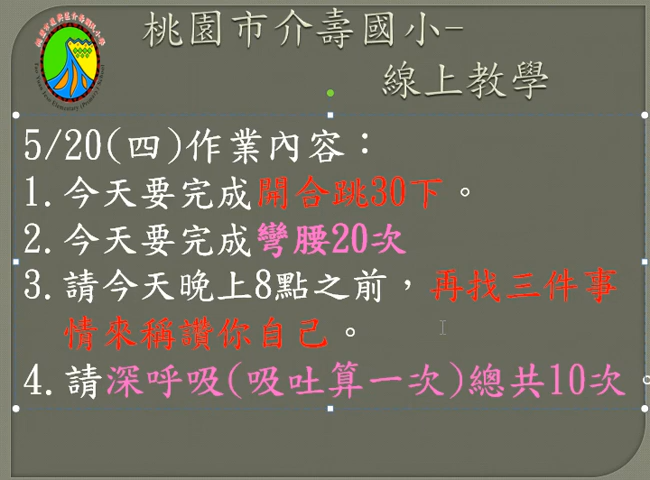 桃園市介壽國小-
線上教學
5/20(四)作業內容：
1.今天要完成開合跳30下。
2.今天要完成彎腰20次
3.請今天晚上8點之前，再找三件事
情來稱讚你自己。
4.請深呼吸(吸吐算一次)總共10次。